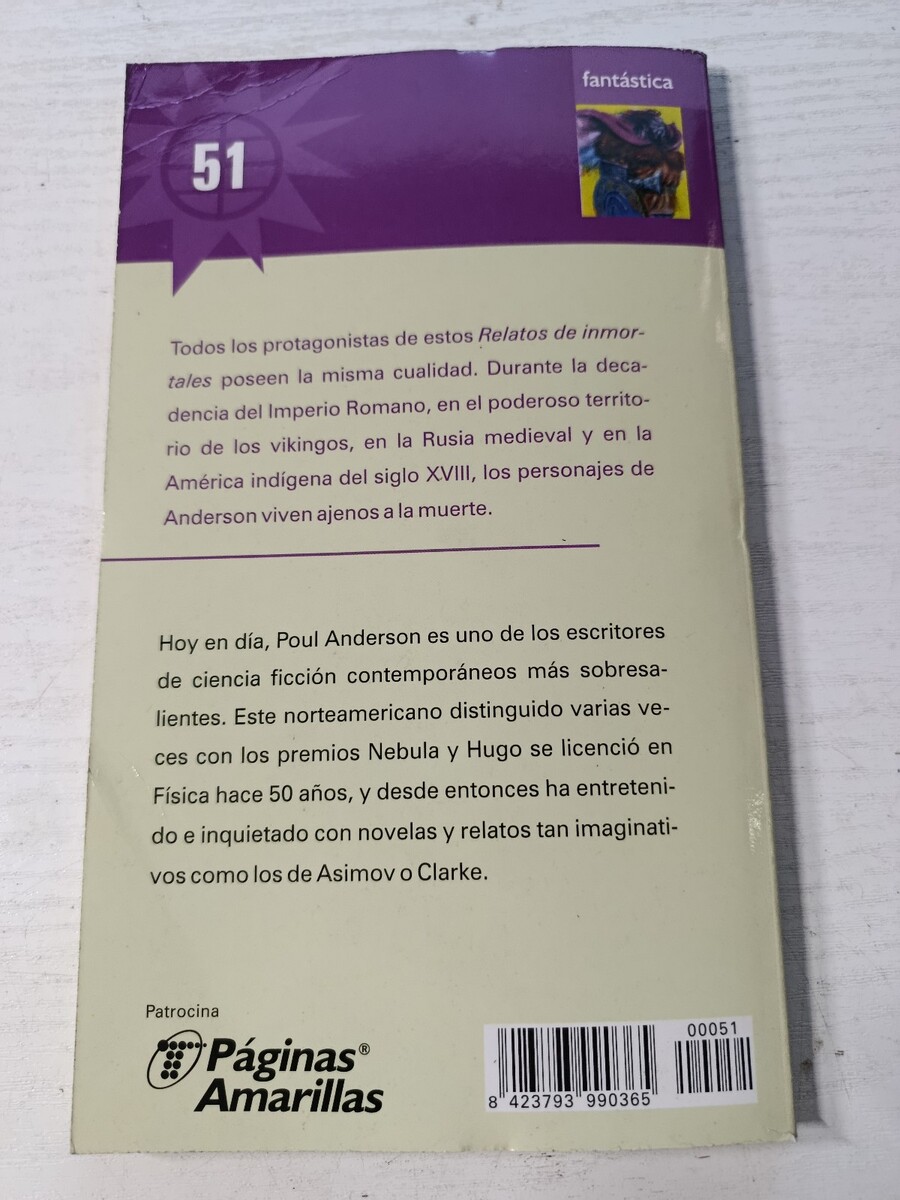 fantástica
51
Todos los protagonistas de estos Relatos de inmor-
tales poseen la misma cualidad. Durante la deca-
dencia del Imperio Romano, en el poderoso territo-
rio de los vikingos, en la Rusia medieval y en la
América indígena del siglo XVIII, los personajes de
Anderson viven ajenos a la muerte.
Hoy en día, Poul Anderson es uno de los escritores
de ciencia ficción contemporáneos más sobresa-
lientes. Este norteamericano distinguido varias ve-
ces con los premios Nebula y Hugo se licenció en
Física hace 50 años, y desde entonces ha entreteni-
do e inquietado con novelas y relatos tan imaginati-
vos como los de Asimov o Clarke.
Patrocina
Páginas®
Amarillas
00051
8 423793 990365